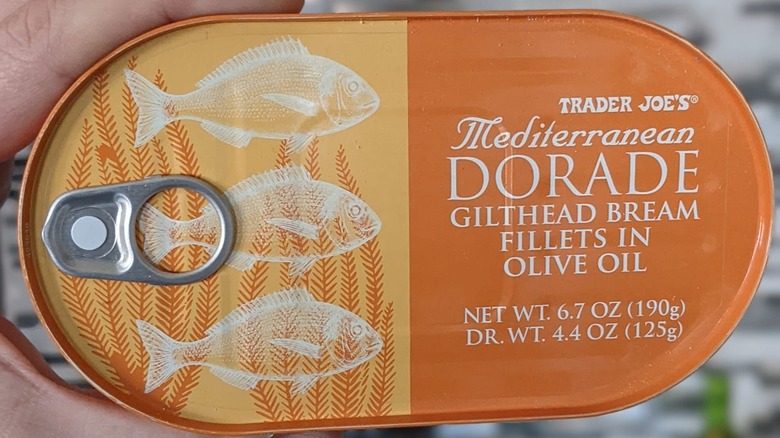 TRADER JOE'S®
Mediterranean
DORADE
GILTHEAD BREAM
FILLETS IN
OLIVE OIL
NET WT. 6.7 OZ (190g)
DR. WT. 4.4 OZ (125g)